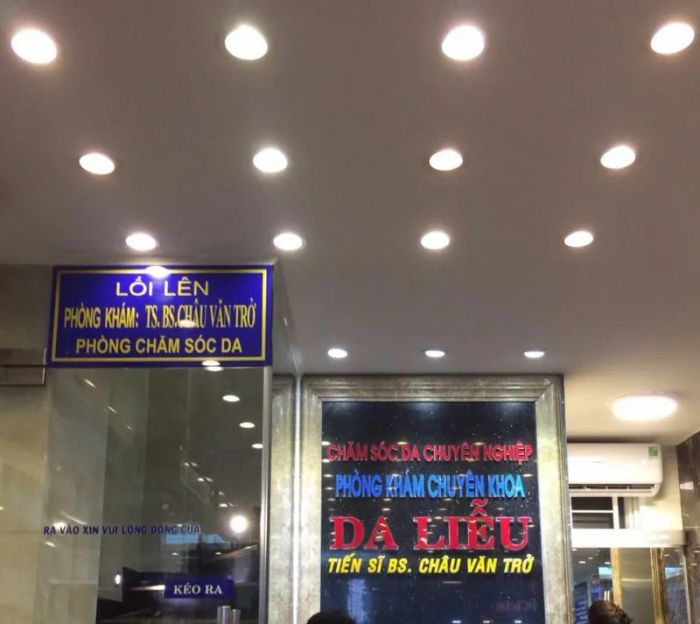 LỐI LÊN
PHÒNG KHÁM: TS.BS.CHÂU VĂN TRỞ
PHÒNG CHĂM SÓC DA
RA VÀO XIN VUI LÒNG ĐÓNG CỬA
KÉO RA
CHĂM SÓC DA CHUYÊN NGHIỆP
PHÒNG KHÁM CHUYÊN KHOA
DA LIỄU
TIẾN SĨ BS. CHÂU VĂN TRỞ